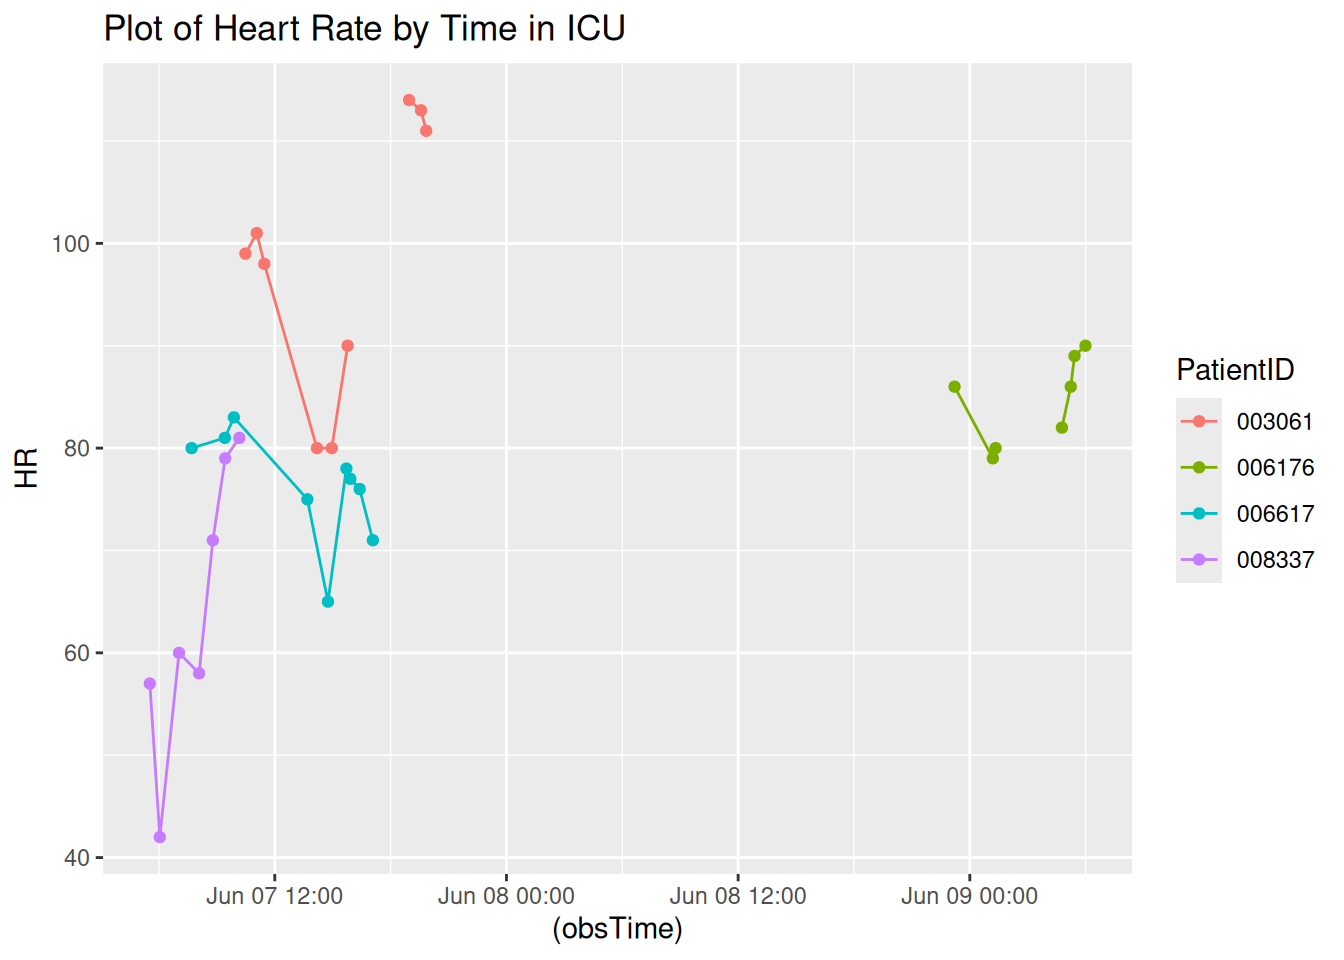 Plot of Heart Rate by Time in ICU
HR
100
80
60
40
Jun 07 12:00 Jun 08 00:00 Jun 08 12:00 Jun 09 00:00
(obsTime)
PatientID
003061
006176
006617
008337